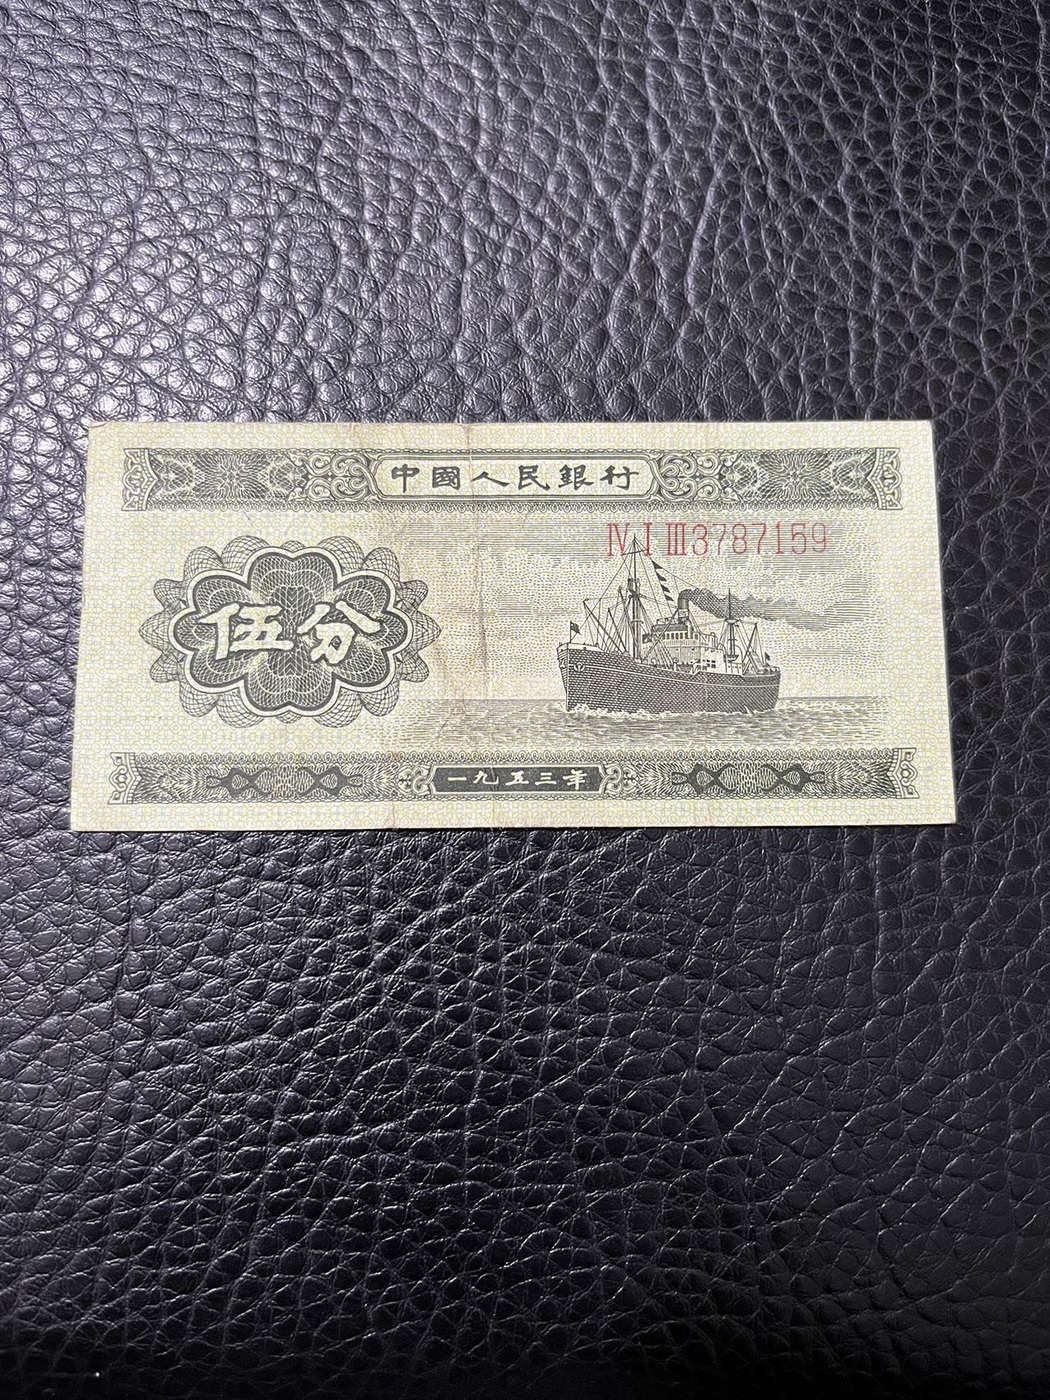 中國人民銀行
Ⅳ Ⅰ Ⅲ 3787159
伍分
一九五三年